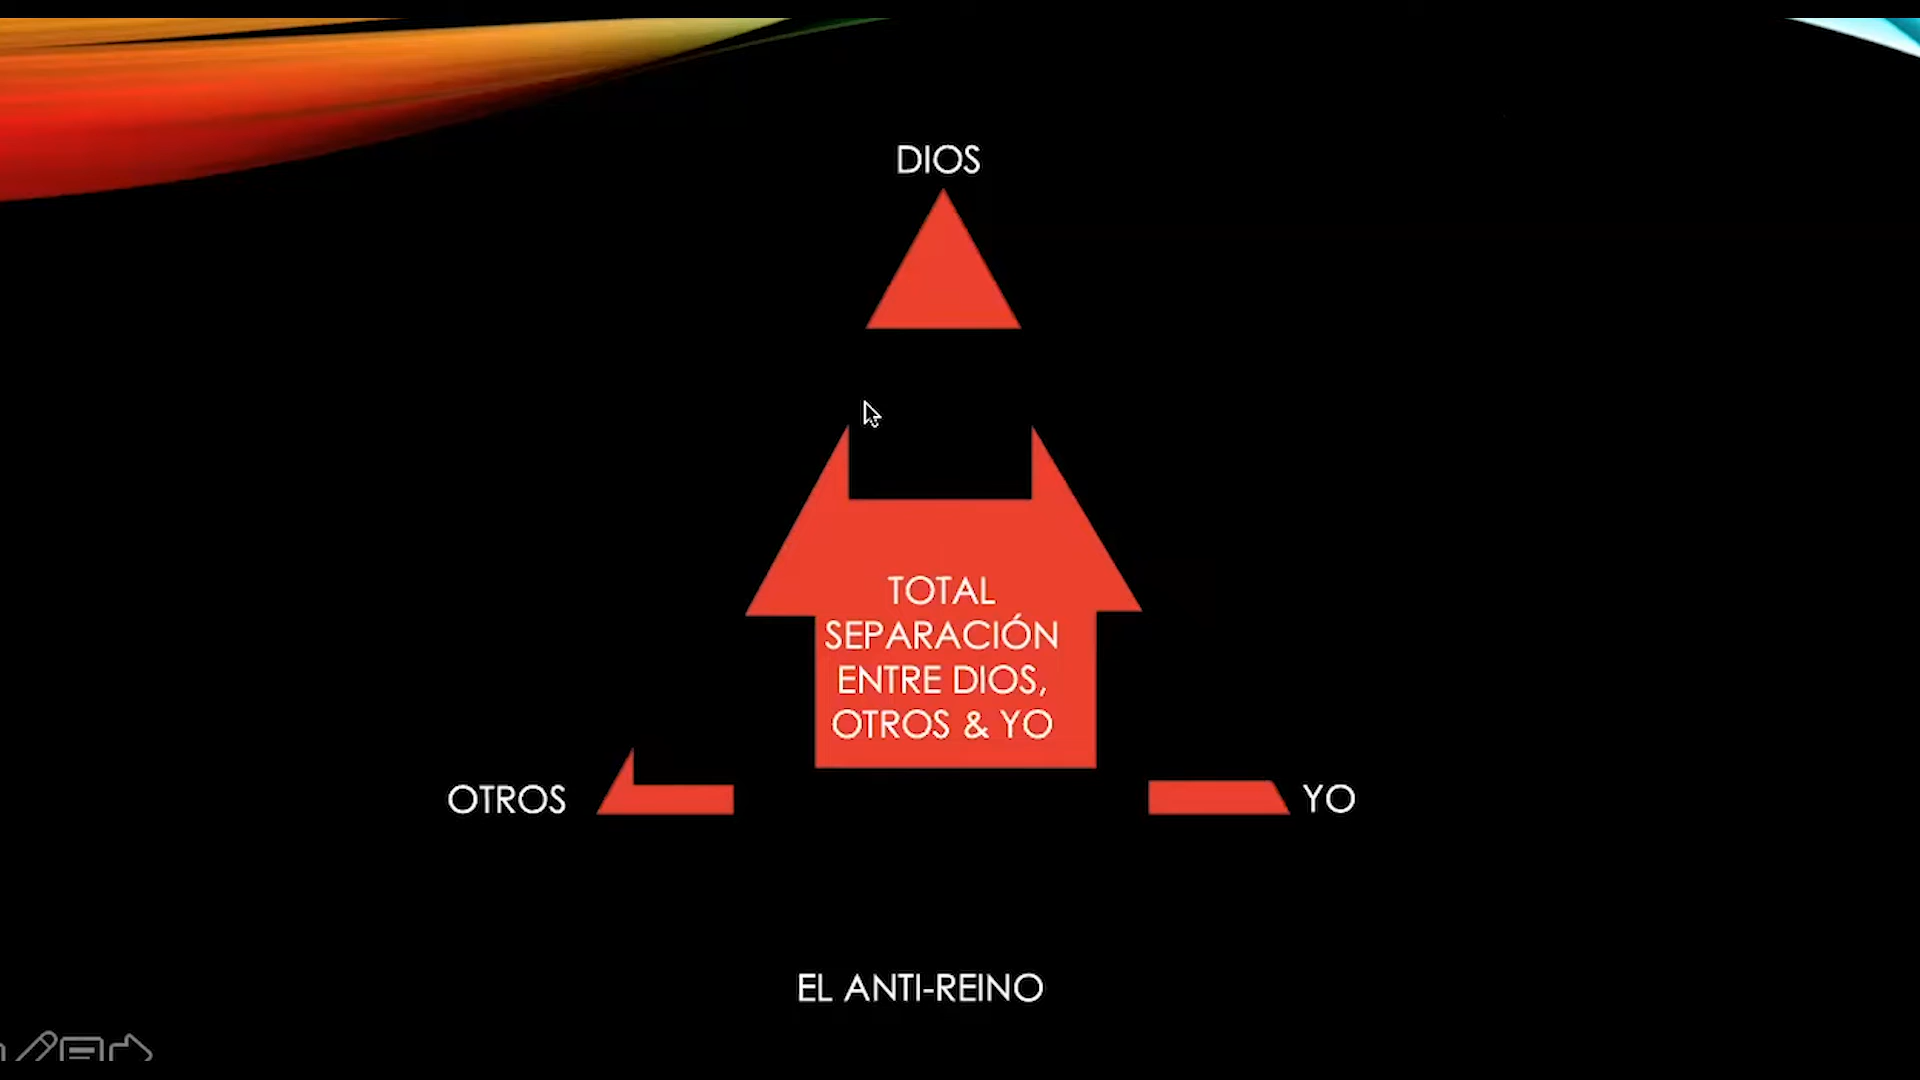 DIOS
TOTAL
SEPARACIÓN
ENTRE DIOS,
OTROS & YO
OTROS
YO
EL ANTI-REINO